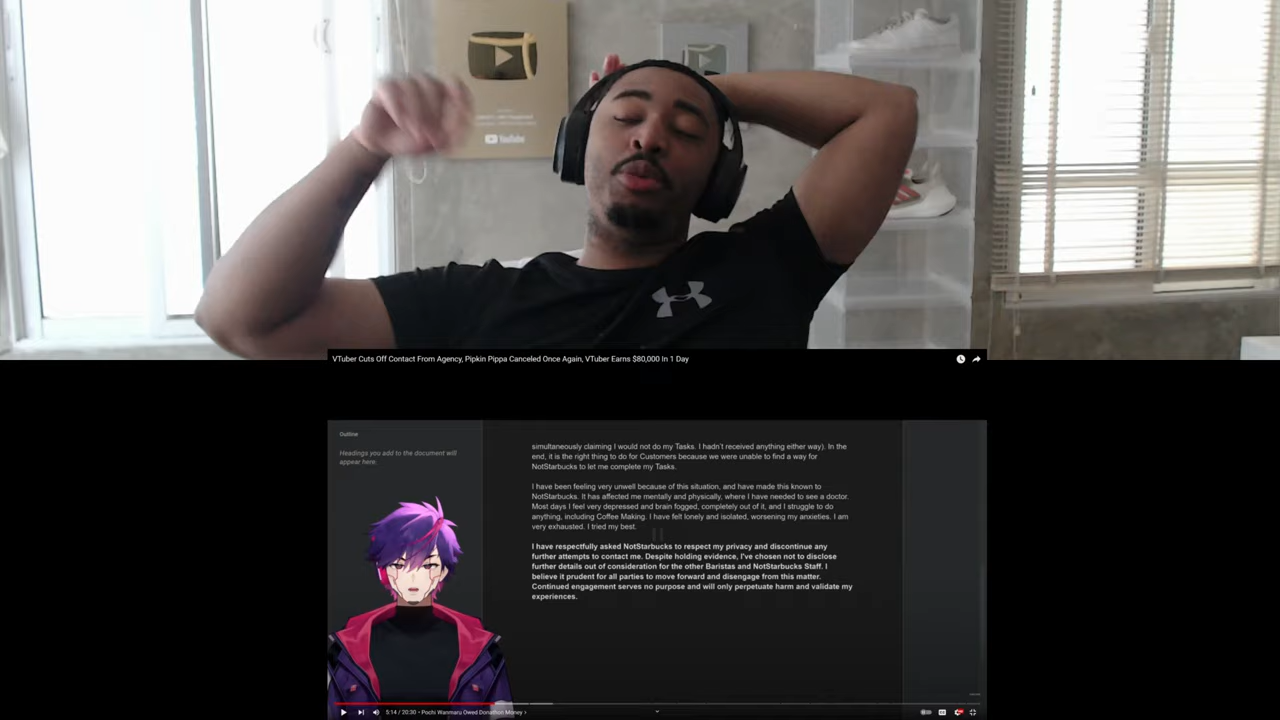 YouTube
VTuber Cuts Off Contact From Agency, Pipkin Pippa Canceled Once Again, VTuber Earns $80,000 In 1 Day
Outline
Headings you add to the document will
appear here.
simultaneously claiming I would not do my Tasks. I hadn't received anything either way). In the
end, it is the right thing to do for Customers because we were unable to find a way for
NotStarbucks to let me complete my Tasks.
I have been feeling very unwell because of this situation, and have made this known to
NotStarbucks. It has affected me mentally and physically, where I have needed to see a doctor.
Most days I feel very depressed and brain fogged, completely out of it, and I struggle to do
anything, including Coffee Making. I have felt lonely and isolated, worsening my anxieties. I am
very exhausted. I tried my best.
I have respectfully asked NotStarbucks to respect my privacy and discontinue any
further attempts to contact me. Despite holding evidence, I've chosen not to disclose
further details out of consideration for the other Baristas and NotStarbucks Staff. I
believe it prudent for all parties to move forward and disengage from this matter.
Continued engagement serves no purpose and will only perpetuate harm and validate my
experiences.
5:14 / 20:30 • Pochi Wanmaru Owed Donathon Money ›